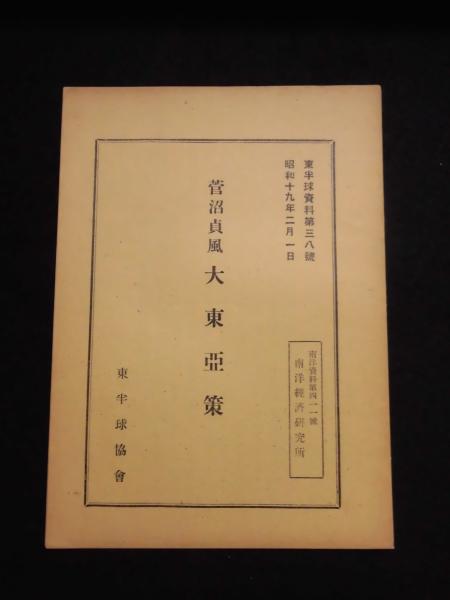 東半球資料第三八號
昭和十九年二月一日
南洋資料第四一一號
南洋經濟研究所
菅沼貞風 大東亞策
東半球協會